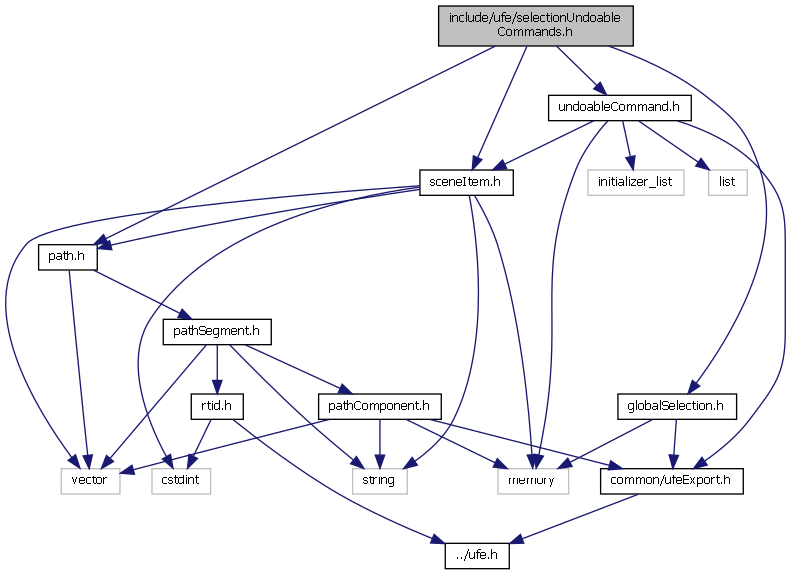 include/ufe/selectionUndoable
Commands.h
undoableCommand.h
sceneItem.h
initializer_list
list
path.h
pathSegment.h
rtid.h
pathComponent.h
globalSelection.h
vector
cstdint
string
memory
common/ufeExport.h
../ufe.h